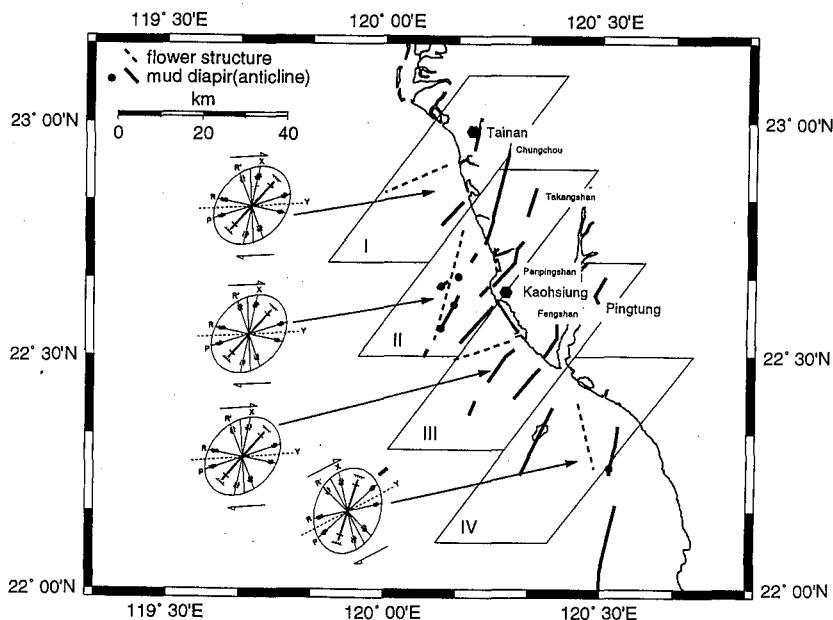 119° 30'E 120° 00'E 120° 30'E
flower structure
mud diapir(anticline)
km
0 20 40
23° 00'N 23° 00'N
Tainan
Chungchou
Takangshan
Panpingshan
Kaohsiung
Fengshan
Pingtung
R' X
R Y
P
I
R' X
R Y
P
II
22° 30'N 22° 30'N
R' X
R Y
P
III
R' X
Y
R
P
IV
22° 00'N 22° 00'N
119° 30'E 120° 00'E 120° 30'E